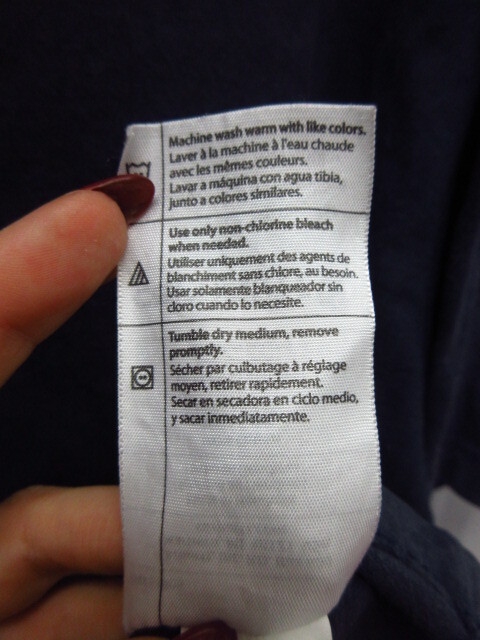 Machine wash warm with like colors.
Laver à la machine à l'eau chaude
avec les mêmes couleurs.
Lavar a máquina con agua tibia,
junto a colores similares.
Use only non-chlorine bleach
when needed.
Utiliser uniquement des agents de
blanchiment sans chlore, au besoin.
Usar solamente blanqueador sin
cloro cuando lo necesite.
Tumble dry medium, remove
promptly.
Sécher par culbutage à réglage
moyen, retirer rapidement.
Secar en secadora en ciclo medio,
y sacar inmediatamente.